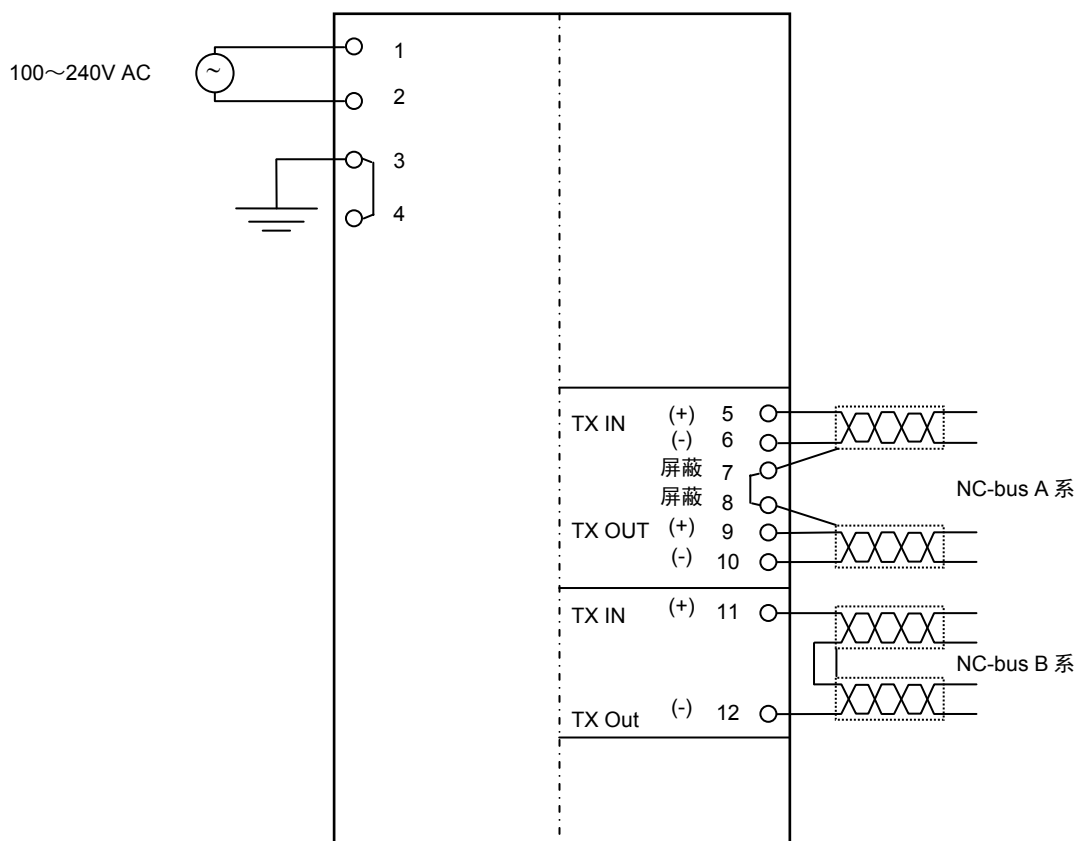 1
100～240V AC
~
2
3
4
TX IN (+) 5
(-) 6
屏蔽 7
屏蔽 8
NC-bus A 系
TX OUT (+) 9
(-) 10
TX IN (+) 11
NC-bus B 系
TX Out (-) 12